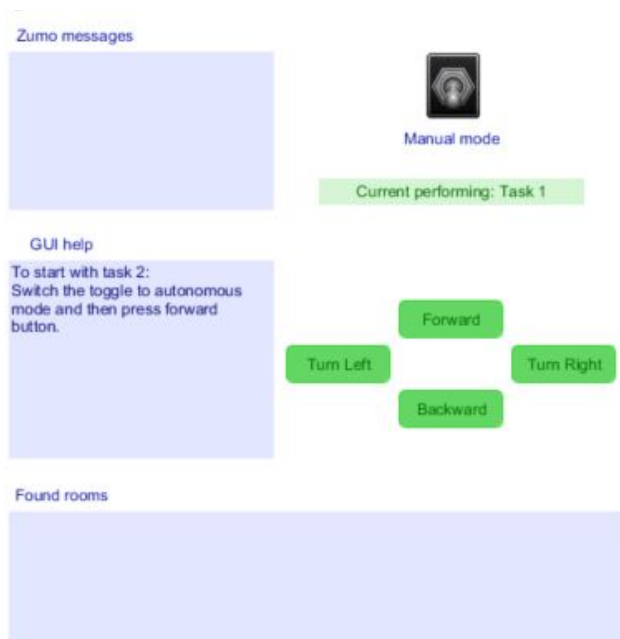 Zumo messages
Manual mode
Current performing: Task 1
GUI help
To start with task 2:
Switch the toggle to autonomous
mode and then press forward
button.
Forward
Turn Left
Turn Right
Backward
Found rooms